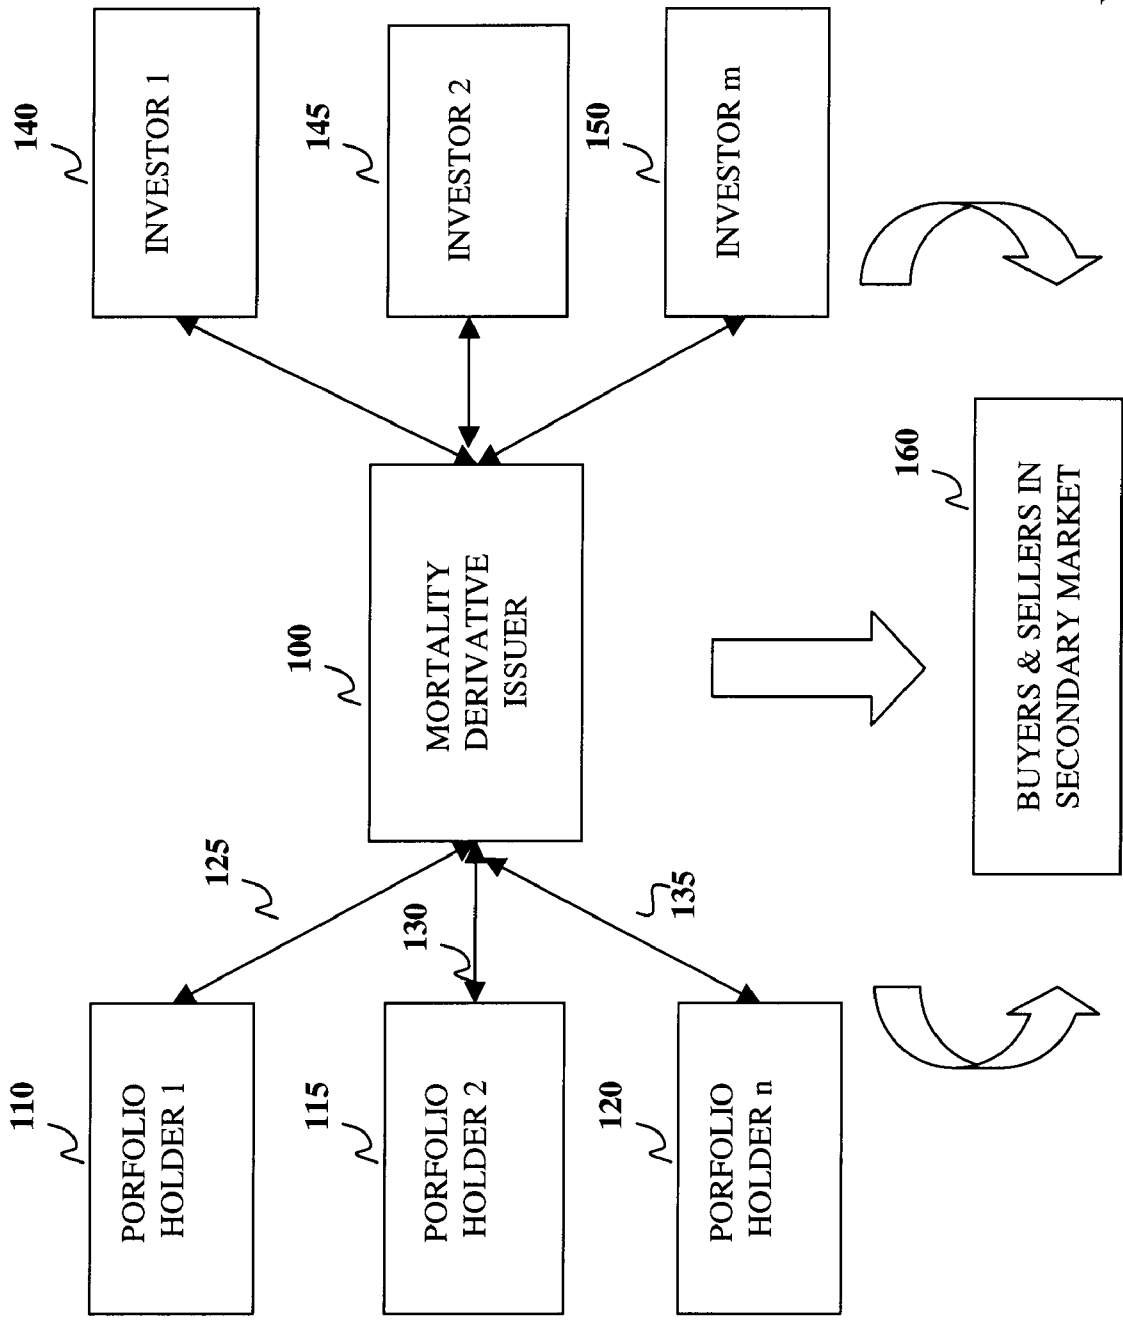 110
PORFOLIO
HOLDER 1
115
PORFOLIO
HOLDER 2
120
PORFOLIO
HOLDER n
125
130
135
100
MORTALITY
DERIVATIVE
ISSUER
140
INVESTOR 1
145
INVESTOR 2
150
INVESTOR m
160
BUYERS & SELLERS IN
SECONDARY MARKET